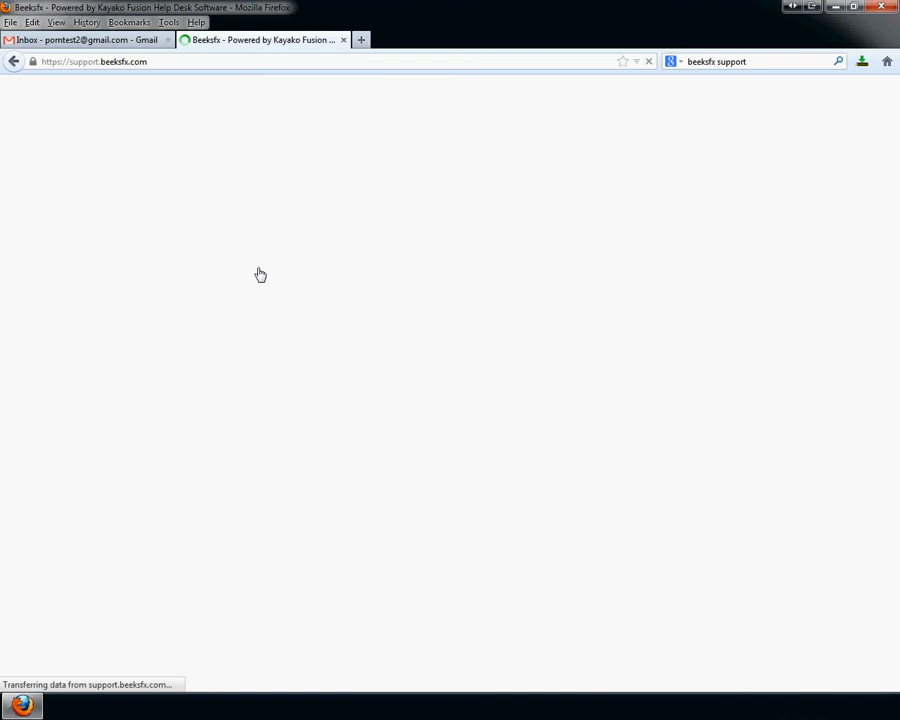 Beeksfx - Powered by Kayako Fusion Help Desk Software - Mozilla Firefox
File Edit View History Bookmarks Tools Help
Inbox - pomtest2@gmail.com - Gmail
Beeksfx - Powered by Kayako Fusion ...
https://support.beeksfx.com
beeksfx support
Transferring data from support.beeksfx.com...